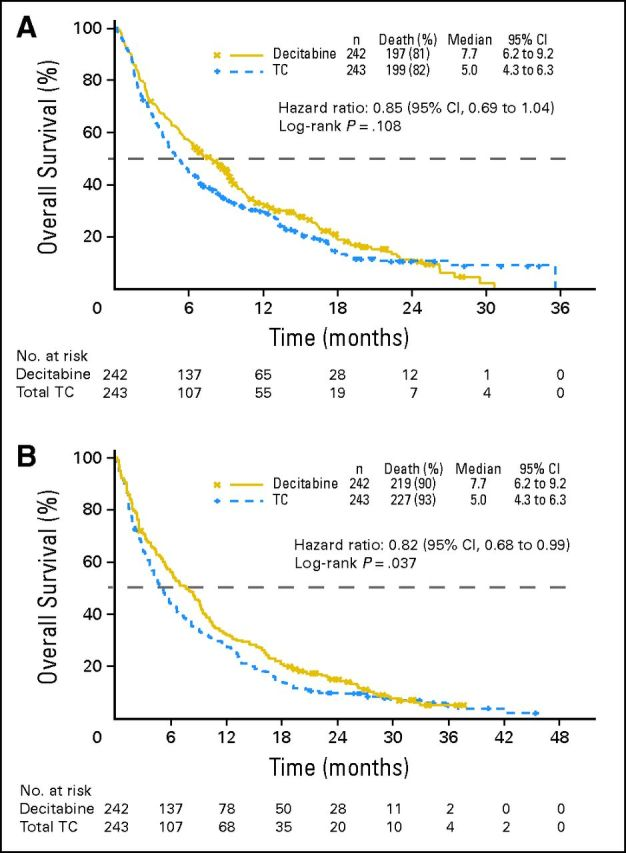 A
Overall Survival (%)
100
80
60
40
20
0
n Death (%) Median 95% CI
Decitabine 242 197 (81) 7.7 6.2 to 9.2
TC 243 199 (82) 5.0 4.3 to 6.3
Hazard ratio: 0.85 (95% CI, 0.69 to 1.04)
Log-rank P = .108
6 12 18 24 30 36
Time (months)
No. at risk
Decitabine 242 137 65 28 12 1 0
Total TC 243 107 55 19 7 4 0
B
Overall Survival (%)
100
80
60
40
20
0
n Death (%) Median 95% CI
Decitabine 242 219 (90) 7.7 6.2 to 9.2
TC 243 227 (93) 5.0 4.3 to 6.3
Hazard ratio: 0.82 (95% CI, 0.68 to 0.99)
Log-rank P = .037
6 12 18 24 30 36 42 48
Time (months)
No. at risk
Decitabine 242 137 78 50 28 11 2 0 0
Total TC 243 107 68 35 20 10 4 2 0